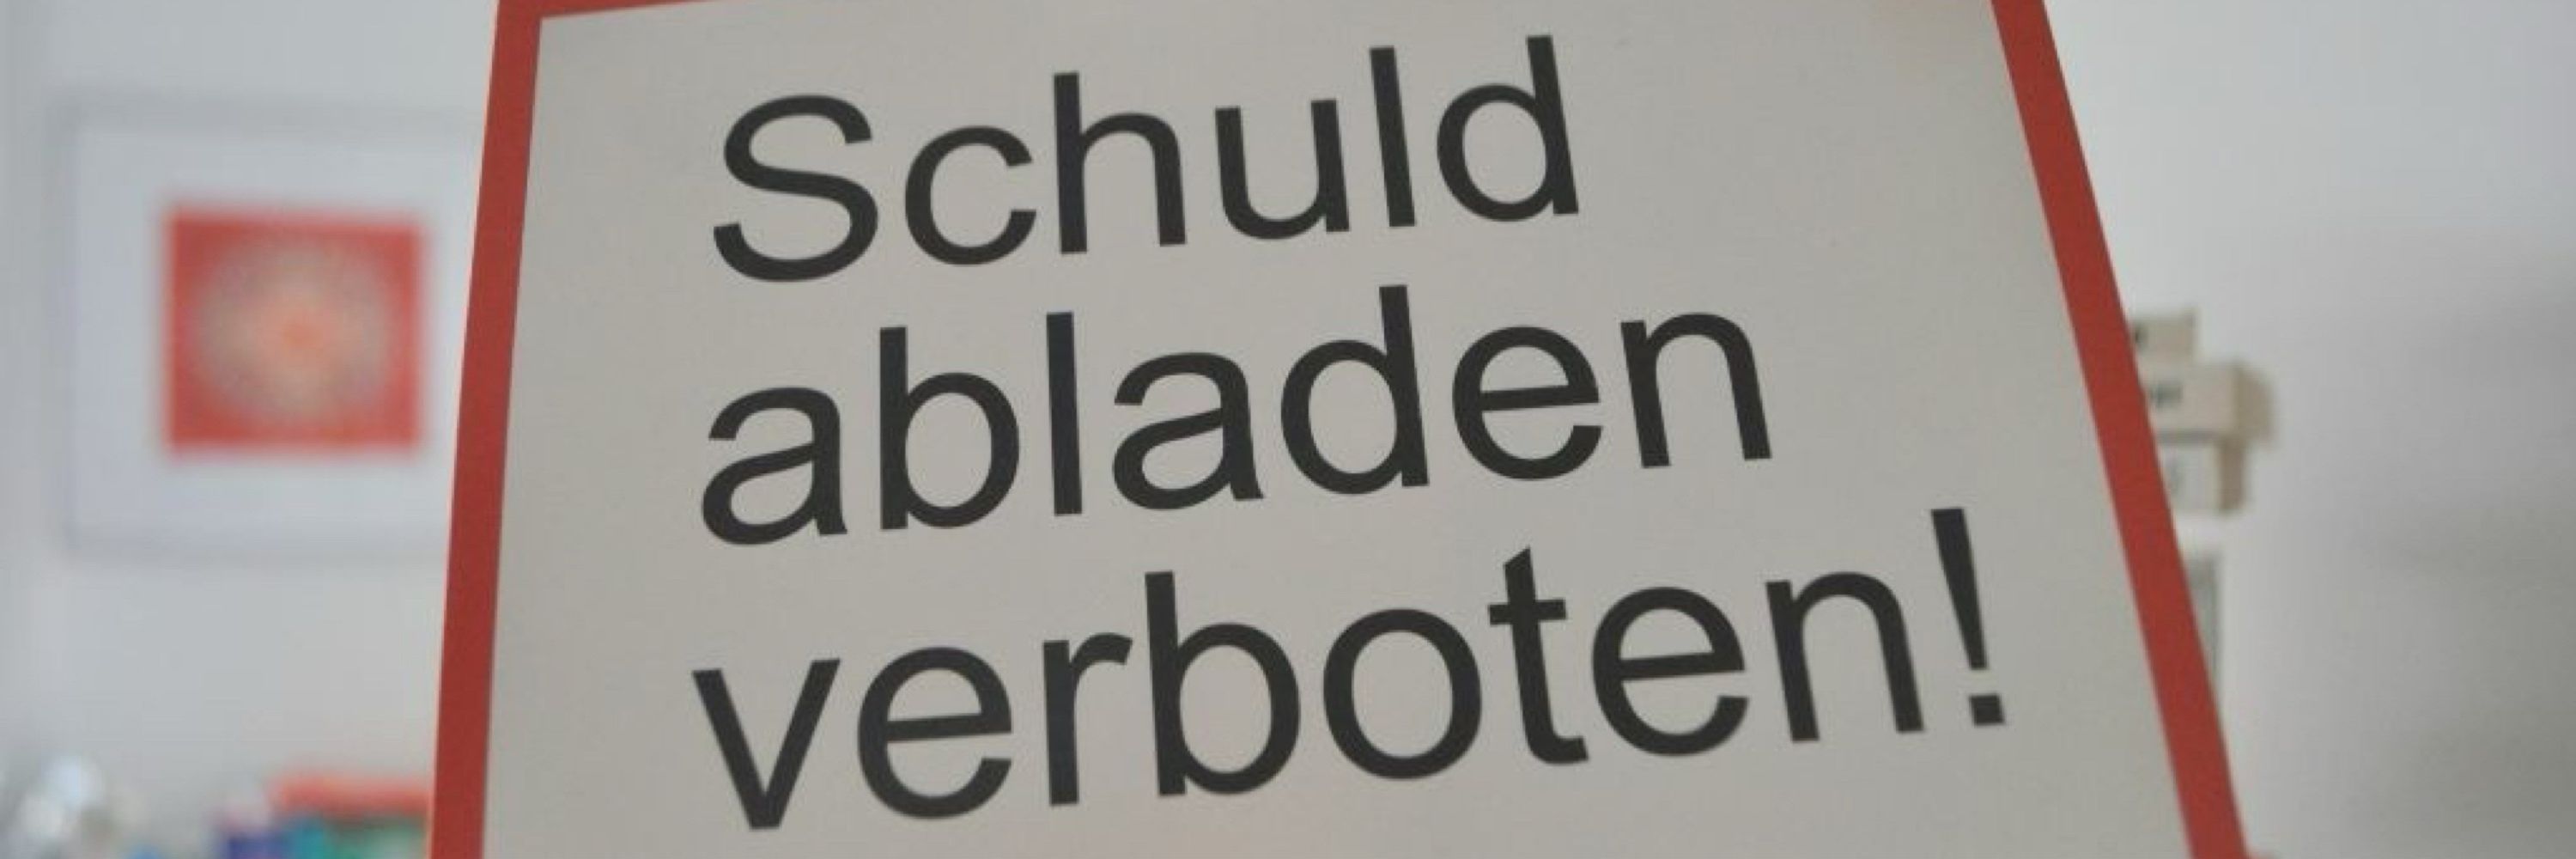 Schuld
abladen
verboten!